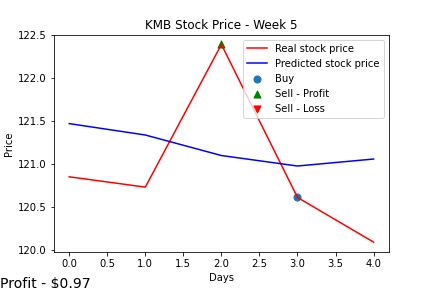 KMB Stock Price - Week 5
Real stock price
Predicted stock price
Buy
Sell - Profit
Sell - Loss
122.5
122.0
121.5
121.0
120.5
120.0
Price
0.0 0.5 1.0 1.5 2.0 2.5 3.0 3.5 4.0
Days
Profit - $0.97